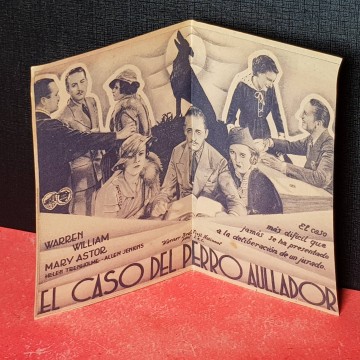 WARREN
WILLIAM
MARY ASTOR
HELEN TRENHOLME - ALLEN JENKINS
EL caso
más difícil que
jamás se ha presentado
a la deliberación de un jurado.
EL CASO DEL PERRO AULLADOR